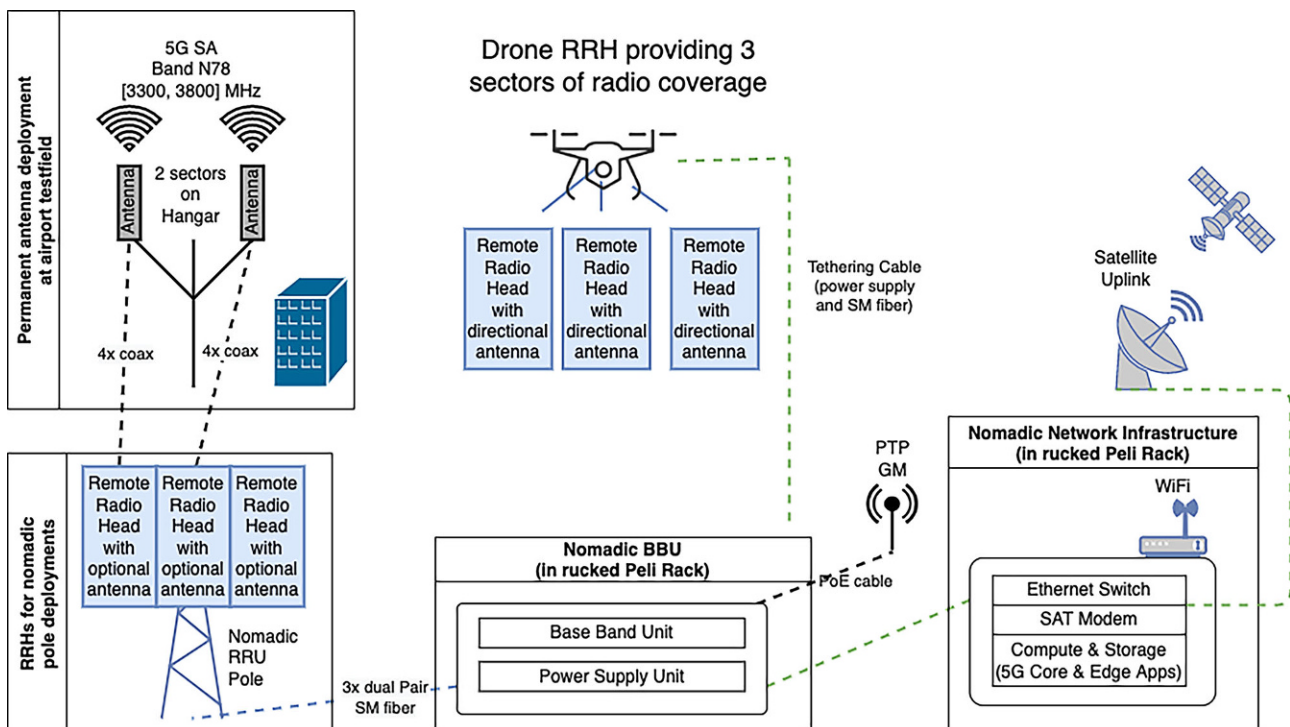 Permanent antenna deployment
at airport testfield
5G SA
Band N78
[3300, 3800] MHz
Antenna
2 sectors
on
Hangar
Antenna
4x coax
4x coax
Drone RRH providing 3
sectors of radio coverage
Remote
Radio
Head
with
directional
antenna
Remote
Radio
Head
with
directional
antenna
Remote
Radio
Head
with
directional
antenna
Tethering Cable
(power supply
and SM fiber)
Satellite
Uplink
RRHs for nomadic
pole deployments
Remote
Radio
Head
with
optional
antenna
Remote
Radio
Head
with
optional
antenna
Remote
Radio
Head
with
optional
antenna
Nomadic
RRU
Pole
3x dual Pair
SM fiber
Nomadic BBU
(in rucked Peli Rack)
Base Band Unit
Power Supply Unit
PTP
GM
PoE cable
Nomadic Network Infrastructure
(in rucked Peli Rack)
WiFi
Ethernet Switch
SAT Modem
Compute & Storage
(5G Core & Edge Apps)